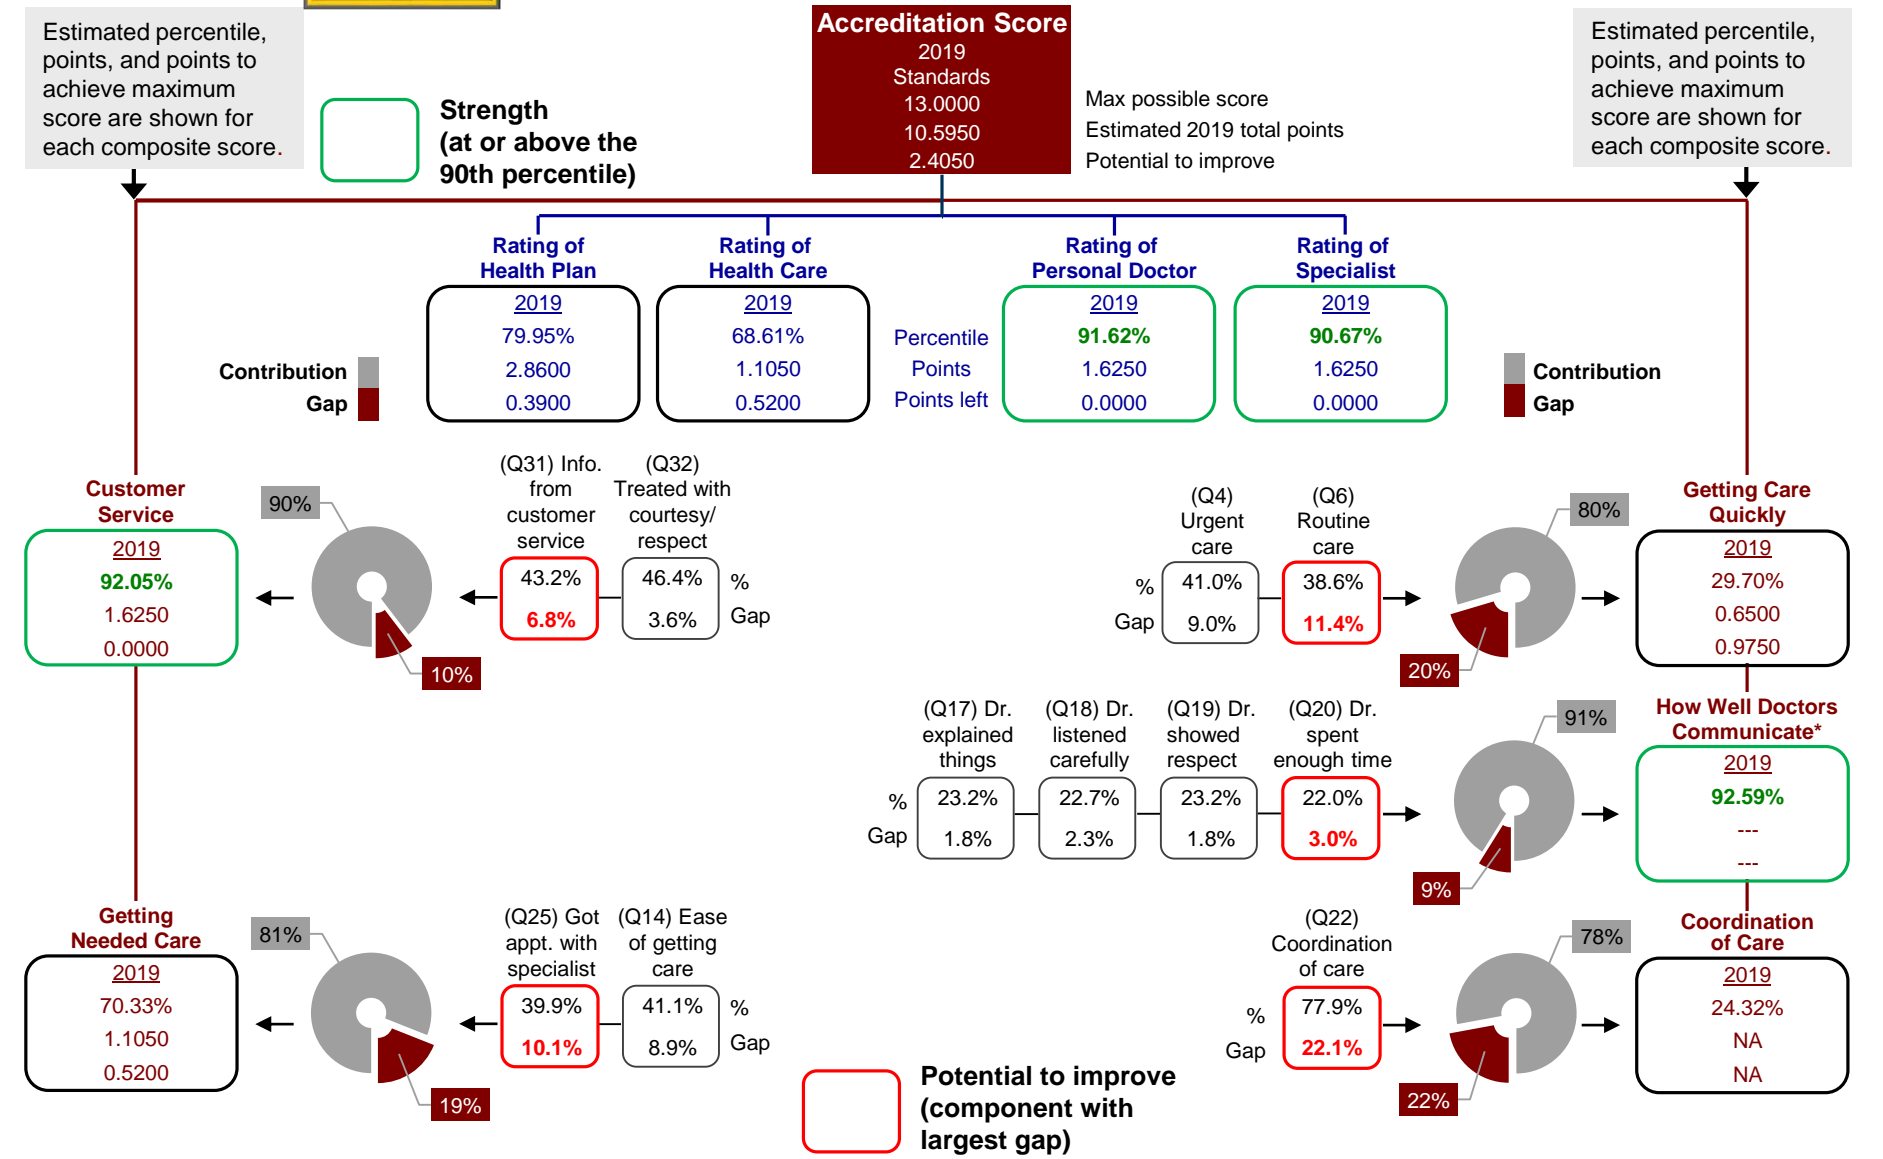 Estimated percentile,
points, and points to
achieve maximum
score are shown for
each composite score.
Strength
(at or above the
90th percentile)
Accreditation Score
2019
Standards
13.0000
10.5950
2.4050
Max possible score
Estimated 2019 total points
Potential to improve
Estimated percentile,
points, and points to
achieve maximum
score are shown for
each composite score.
Rating of
Health Plan
2019
79.95%
2.8600
0.3900
Rating of
Health Care
2019
68.61%
1.1050
0.5200
Percentile
Points
Points left
Rating of
Personal Doctor
2019
91.62%
1.6250
0.0000
Rating of
Specialist
2019
90.67%
1.6250
0.0000
Contribution
Gap
Contribution
Gap
Customer
Service
2019
92.05%
1.6250
0.0000
90%
10%
(Q31) Info.
from
customer
service
43.2%
6.8%
(Q32)
Treated with
courtesy/
respect
46.4%
3.6%
%
Gap
(Q4)
Urgent
care
%
Gap
41.0%
9.0%
(Q6)
Routine
care
38.6%
11.4%
80%
20%
Getting Care
Quickly
2019
29.70%
0.6500
0.9750
(Q17) Dr.
explained
things
%
Gap
23.2%
1.8%
(Q18) Dr.
listened
carefully
22.7%
2.3%
(Q19) Dr.
showed
respect
23.2%
1.8%
(Q20) Dr.
spent
enough time
22.0%
3.0%
91%
9%
How Well Doctors
Communicate*
2019
92.59%
---
---
Getting
Needed Care
2019
70.33%
1.1050
0.5200
81%
19%
(Q25) Got
appt. with
specialist
39.9%
10.1%
(Q14) Ease
of getting
care
41.1%
8.9%
%
Gap
(Q22)
Coordination
of care
%
Gap
77.9%
22.1%
78%
22%
Coordination
of Care
2019
24.32%
NA
NA
Potential to improve
(component with
largest gap)